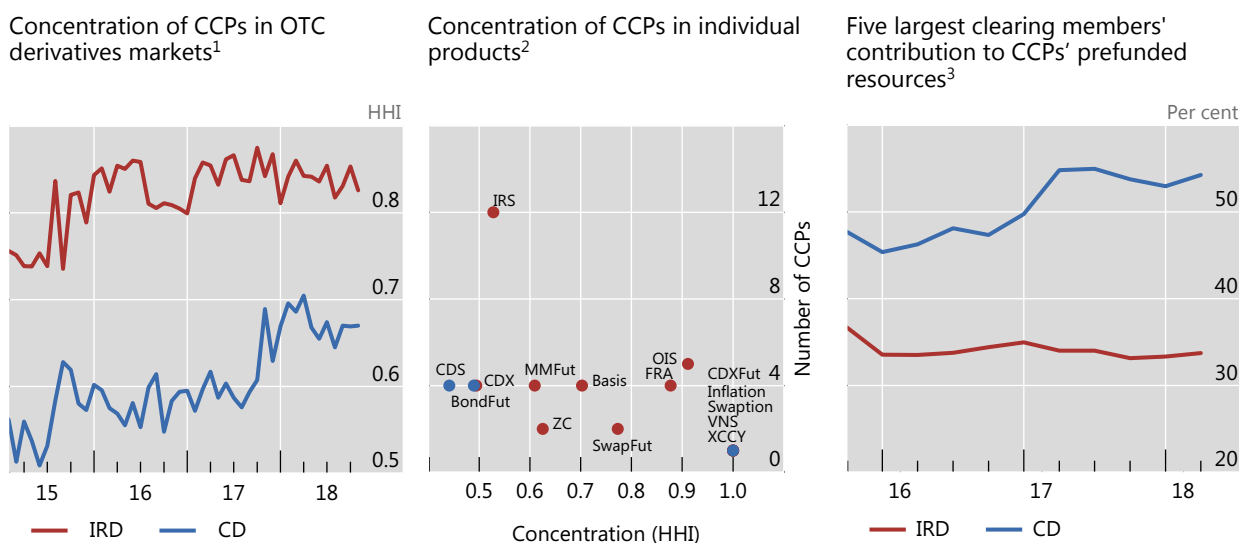 Concentration of CCPs in OTC
derivatives markets1
HHI
0.8
0.7
0.6
0.5
15 16 17 18
IRD CD
Concentration of CCPs in individual
products2
IRS
12
8
4
0
Number of CCPs
CDS
CDX
BondFut
MMFut
Basis
ZC
SwapFut
OIS
FRA
CDXFut
Inflation
Swaption
VNS
XCCY
0.5 0.6 0.7 0.8 0.9 1.0
Concentration (HHI)
Five largest clearing members'
contribution to CCPs’ prefunded
resources3
Per cent
50
40
30
20
16 17 18
IRD CD